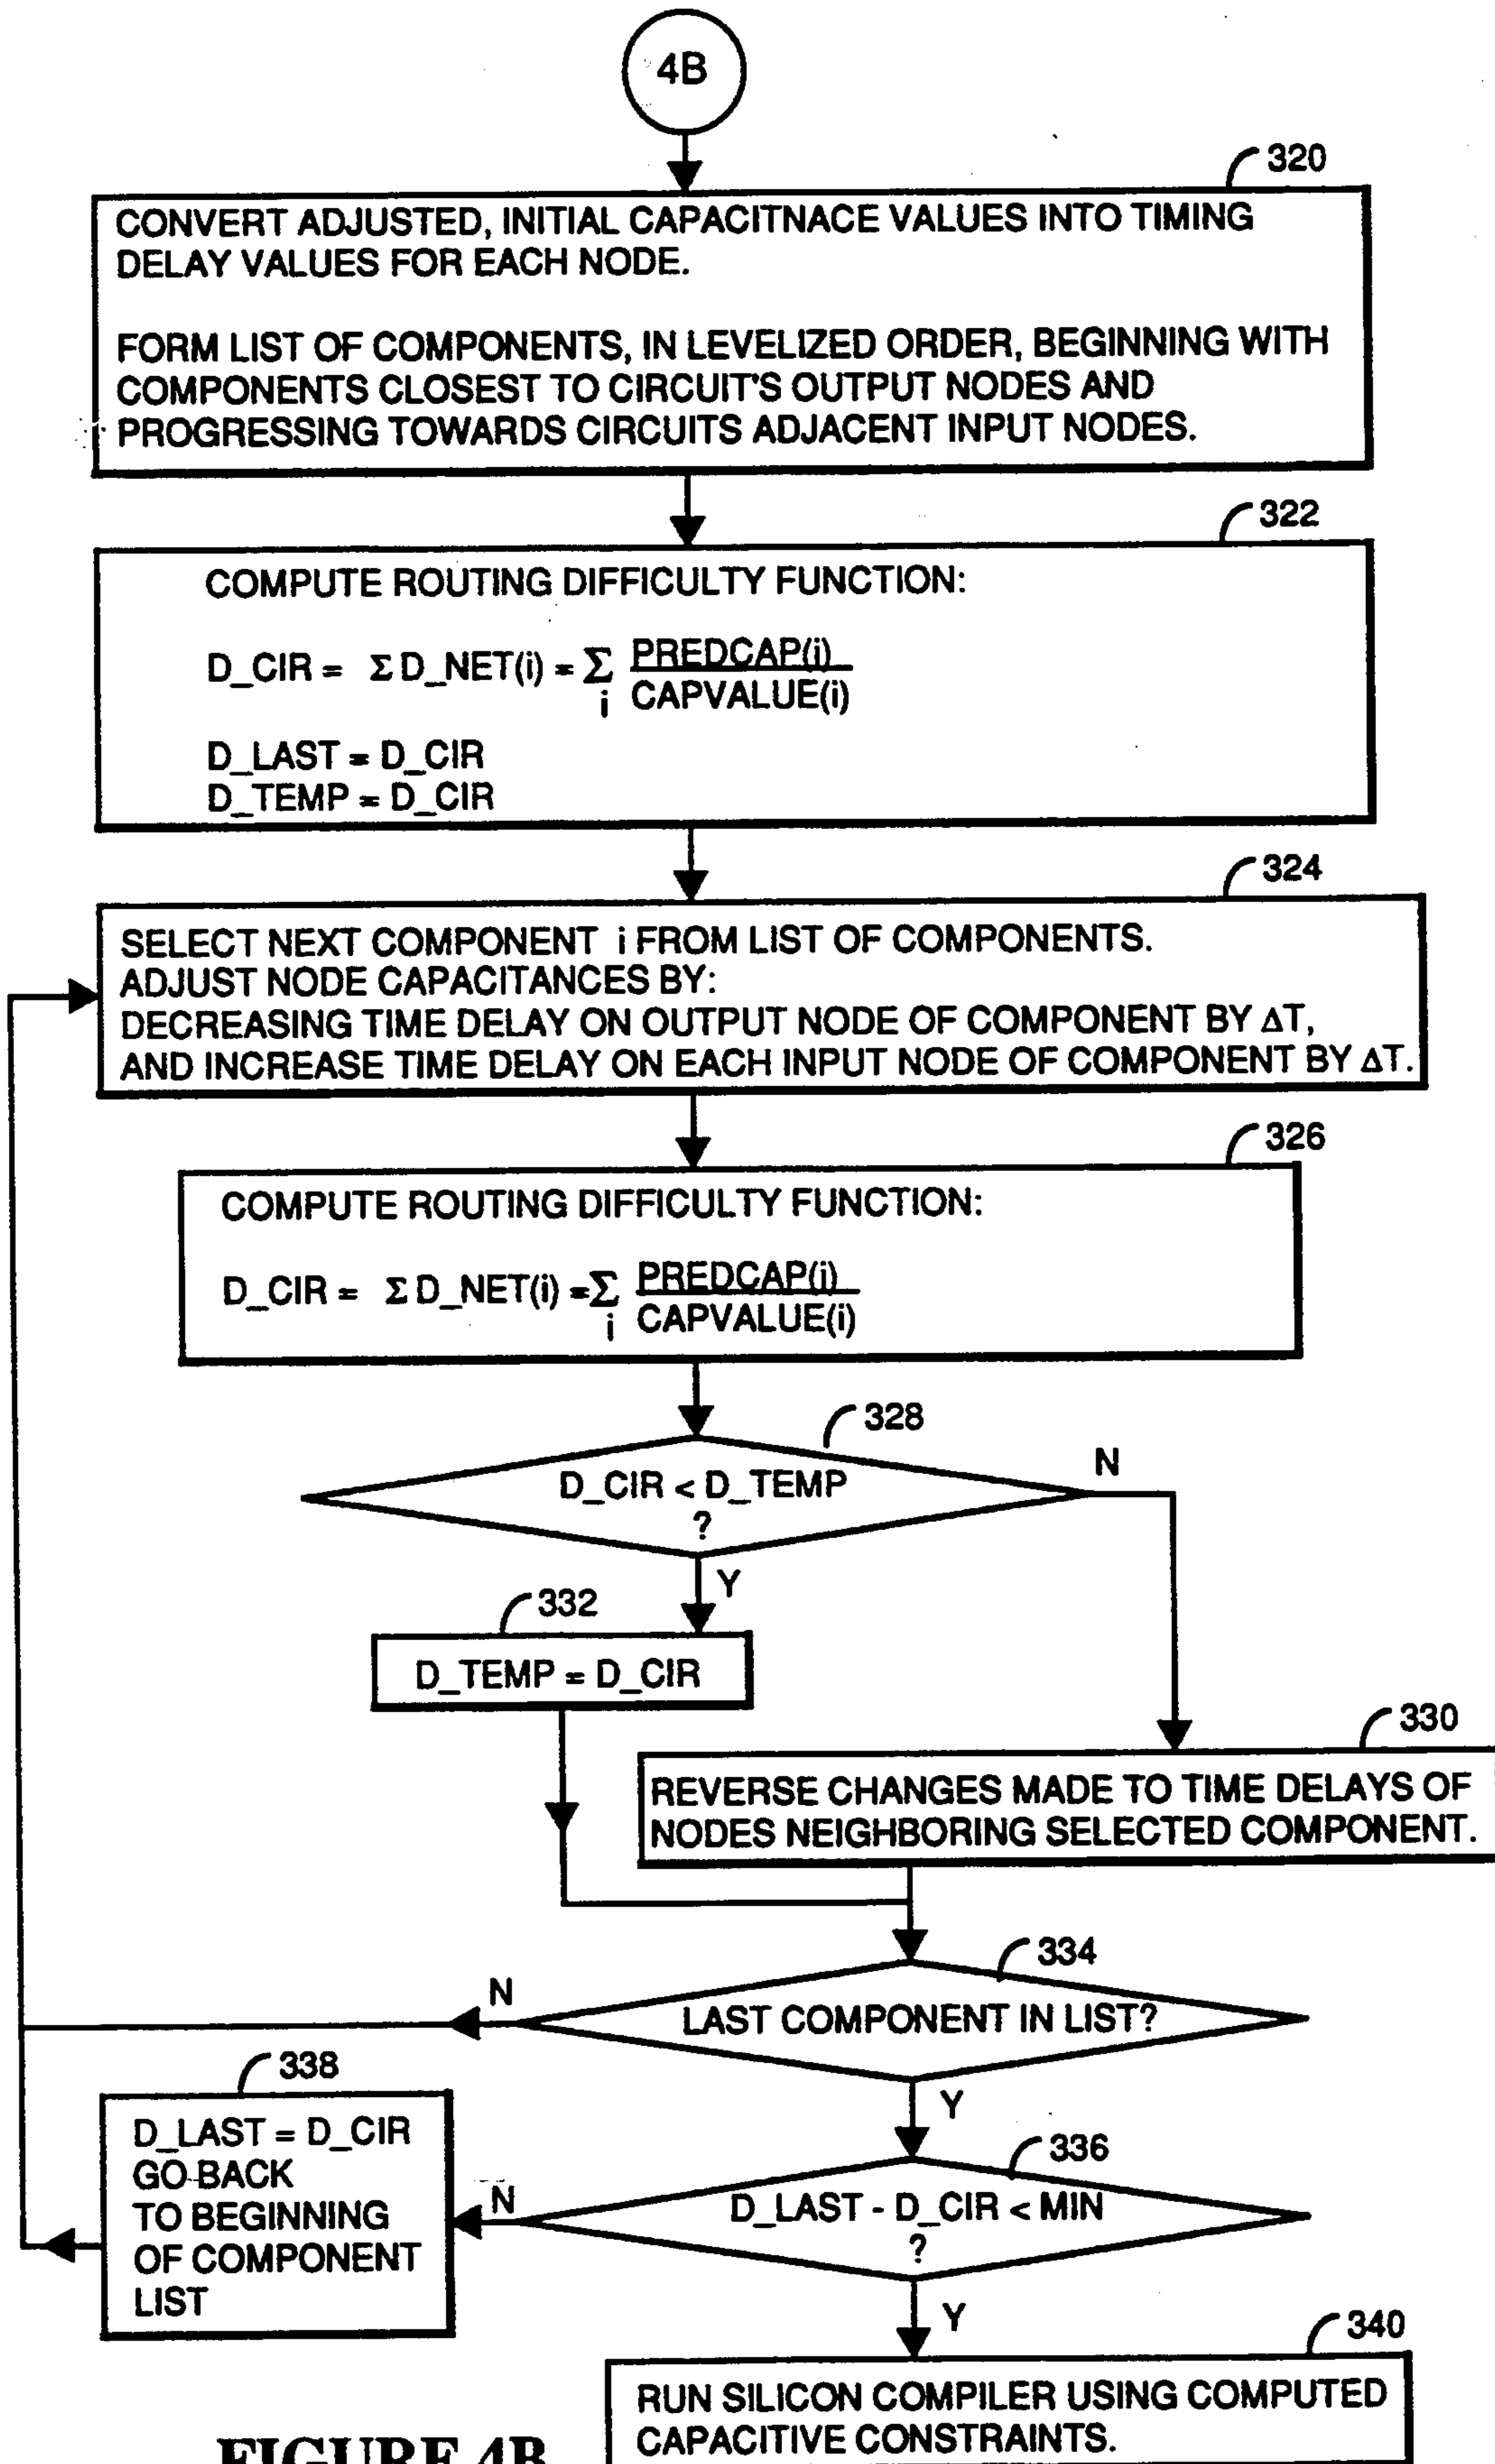 4B
320
CONVERT ADJUSTED, INITIAL CAPACITNACE VALUES INTO TIMING
DELAY VALUES FOR EACH NODE.
FORM LIST OF COMPONENTS, IN LEVELIZED ORDER, BEGINNING WITH
COMPONENTS CLOSEST TO CIRCUIT'S OUTPUT NODES AND
PROGRESSING TOWARDS CIRCUITS ADJACENT INPUT NODES.
322
COMPUTE ROUTING DIFFICULTY FUNCTION:
D_CIR = Σ D_NET(i) = Σ PREDCAP(i)
i CAPVALUE(i)
D_LAST = D_CIR
D_TEMP = D_CIR
324
SELECT NEXT COMPONENT i FROM LIST OF COMPONENTS.
ADJUST NODE CAPACITANCES BY:
DECREASING TIME DELAY ON OUTPUT NODE OF COMPONENT BY ΔT,
AND INCREASE TIME DELAY ON EACH INPUT NODE OF COMPONENT BY ΔT.
326
COMPUTE ROUTING DIFFICULTY FUNCTION:
D_CIR = Σ D_NET(i) = Σ PREDCAP(i)
i CAPVALUE(i)
328
D_CIR < D_TEMP
?
N
Y
332
D_TEMP = D_CIR
330
REVERSE CHANGES MADE TO TIME DELAYS OF
NODES NEIGHBORING SELECTED COMPONENT.
334
LAST COMPONENT IN LIST?
N
Y
338
D_LAST = D_CIR
GO BACK
TO BEGINNING
OF COMPONENT
LIST
336
D_LAST - D_CIR < MIN
?
N
Y
340
RUN SILICON COMPILER USING COMPUTED
CAPACITIVE CONSTRAINTS.
FIGURE 4B